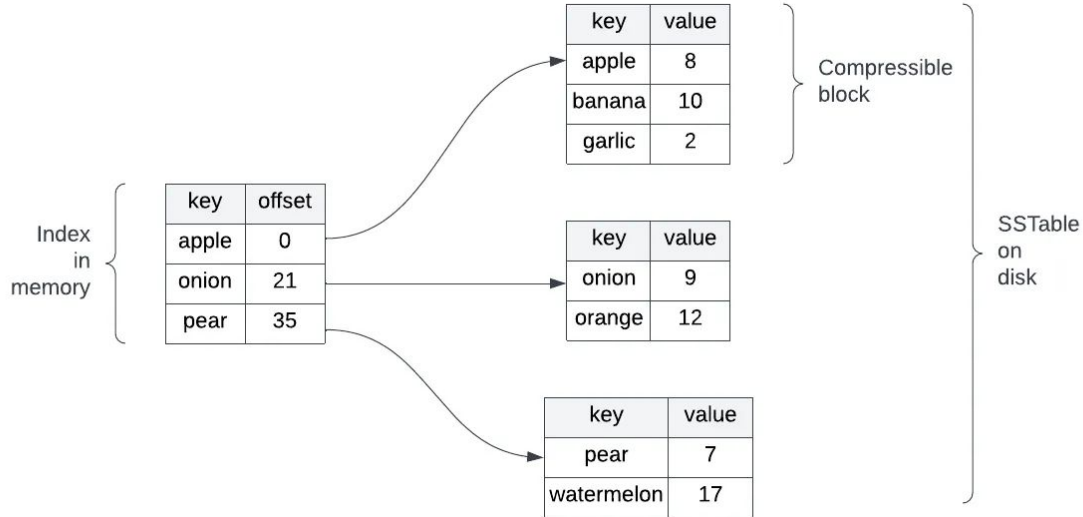 key value
apple 8
banana 10
garlic 2
Compressible
block
Index
in
memory
key offset
apple 0
onion 21
pear 35
key value
onion 9
orange 12
SSTable
on
disk
key value
pear 7
watermelon 17